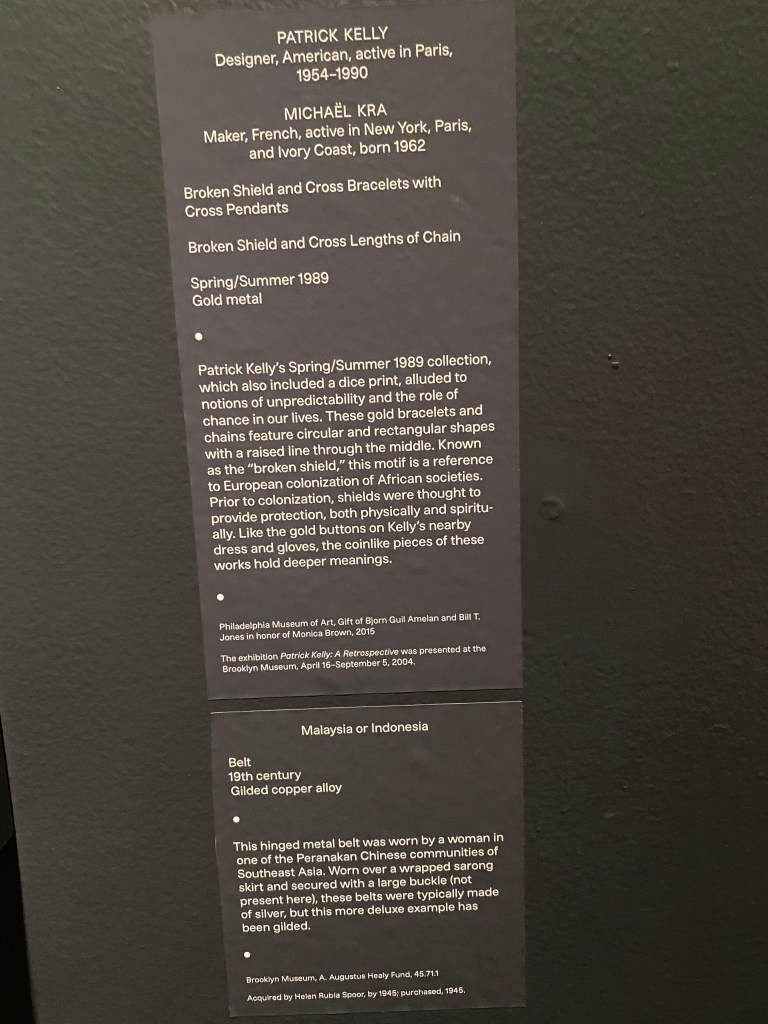 PATRICK KELLY
Designer, American, active in Paris,
1954–1990
MICHAËL KRA
Maker, French, active in New York, Paris,
and Ivory Coast, born 1962
Broken Shield and Cross Bracelets with
Cross Pendants
Broken Shield and Cross Lengths of Chain
Spring/Summer 1989
Gold metal
Patrick Kelly's Spring/Summer 1989 collection,
which also included a dice print, alluded to
notions of unpredictability and the role of
chance in our lives. These gold bracelets and
chains feature circular and rectangular shapes
with a raised line through the middle. Known
as the "broken shield," this motif is a reference
to European colonization of African societies.
Prior to colonization, shields were thought to
provide protection, both physically and spiritu-
ally. Like the gold buttons on Kelly's nearby
dress and gloves, the coinlike pieces of these
works hold deeper meanings.
Philadelphia Museum of Art, Gift of Bjorn Guil Amelan and Bill T.
Jones in honor of Monica Brown, 2015
The exhibition Patrick Kelly: A Retrospective was presented at the
Brooklyn Museum, April 16–September 5, 2004.
Malaysia or Indonesia
Belt
19th century
Gilded copper alloy
This hinged metal belt was worn by a woman in
one of the Peranakan Chinese communities of
Southeast Asia. Worn over a wrapped sarong
skirt and secured with a large buckle (not
present here), these belts were typically made
of silver, but this more deluxe example has
been gilded.
Brooklyn Museum, A. Augustus Healy Fund, 45.71.1
Acquired by Helen Rubia Spoor, by 1945; purchased, 1945.